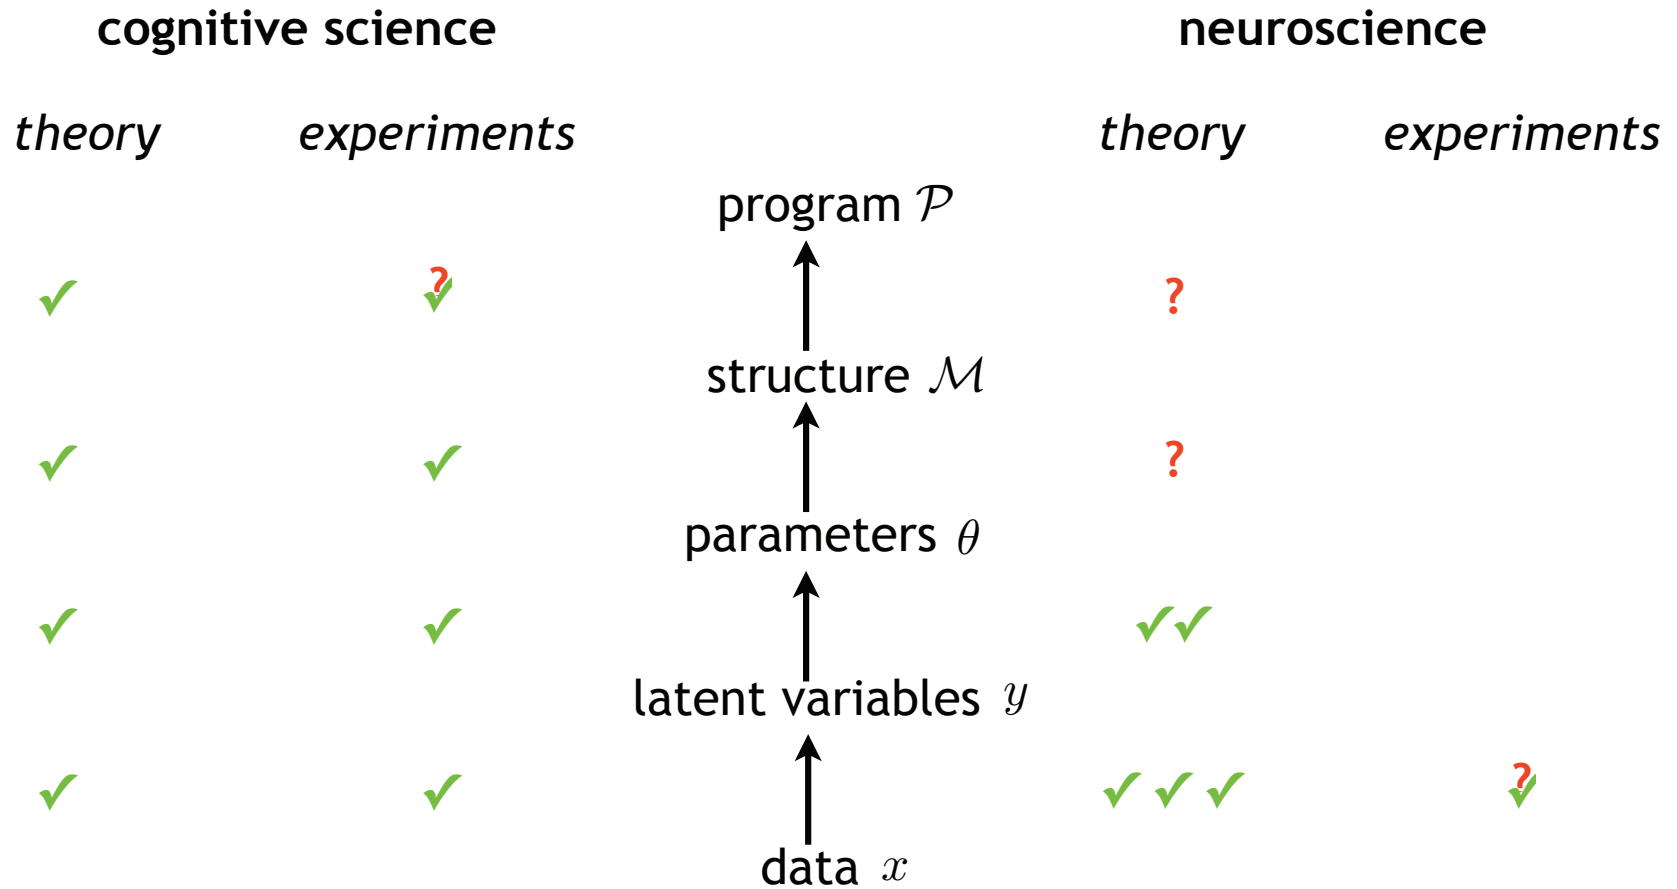 cognitive science neuroscience
theory experiments theory experiments
program 𝒫
✓ ?✓ ?
structure ℳ
✓ ✓ ?
parameters θ
✓ ✓ ✓✓
latent variables y
✓ ✓ ✓✓✓ ?✓
data x